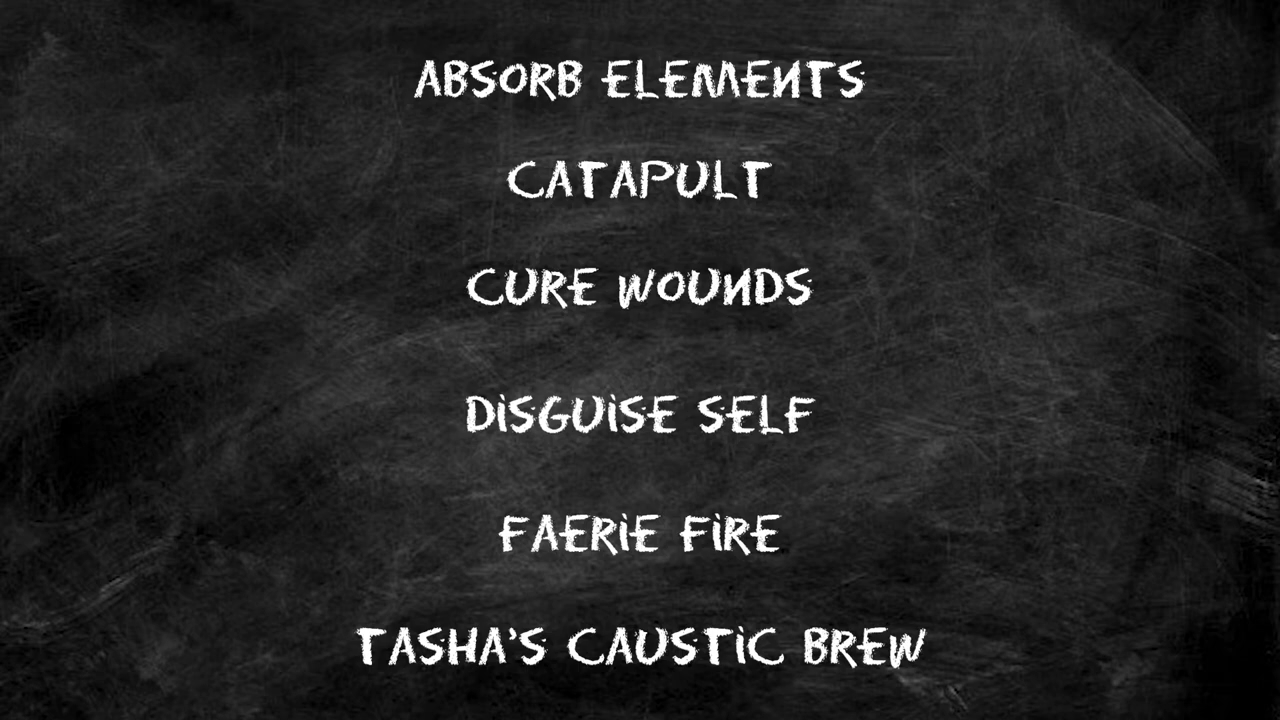 ABSORB ELEMENTS
CATAPULT
CURE WOUNDS
DISGUISE SELF
FAERIE FIRE
TASHA'S CAUSTIC BREW